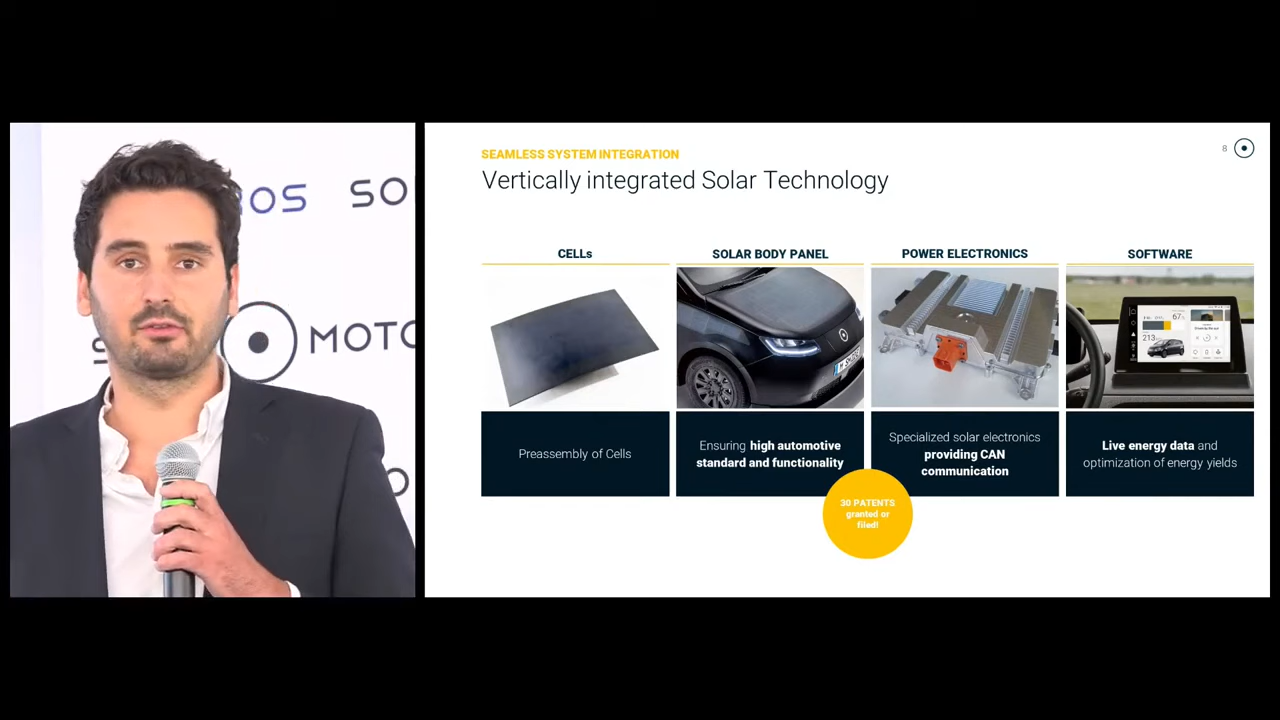 OS SO
MOTO
SEAMLESS SYSTEM INTEGRATION
8
Vertically integrated Solar Technology
CELLs
SOLAR BODY PANEL
POWER ELECTRONICS
SOFTWARE
67%
213
Preassembly of Cells
Ensuring high automotive
standard and functionality
Specialized solar electronics
providing CAN
communication
Live energy data and
optimization of energy yields
30 PATENTS
granted or
filed!